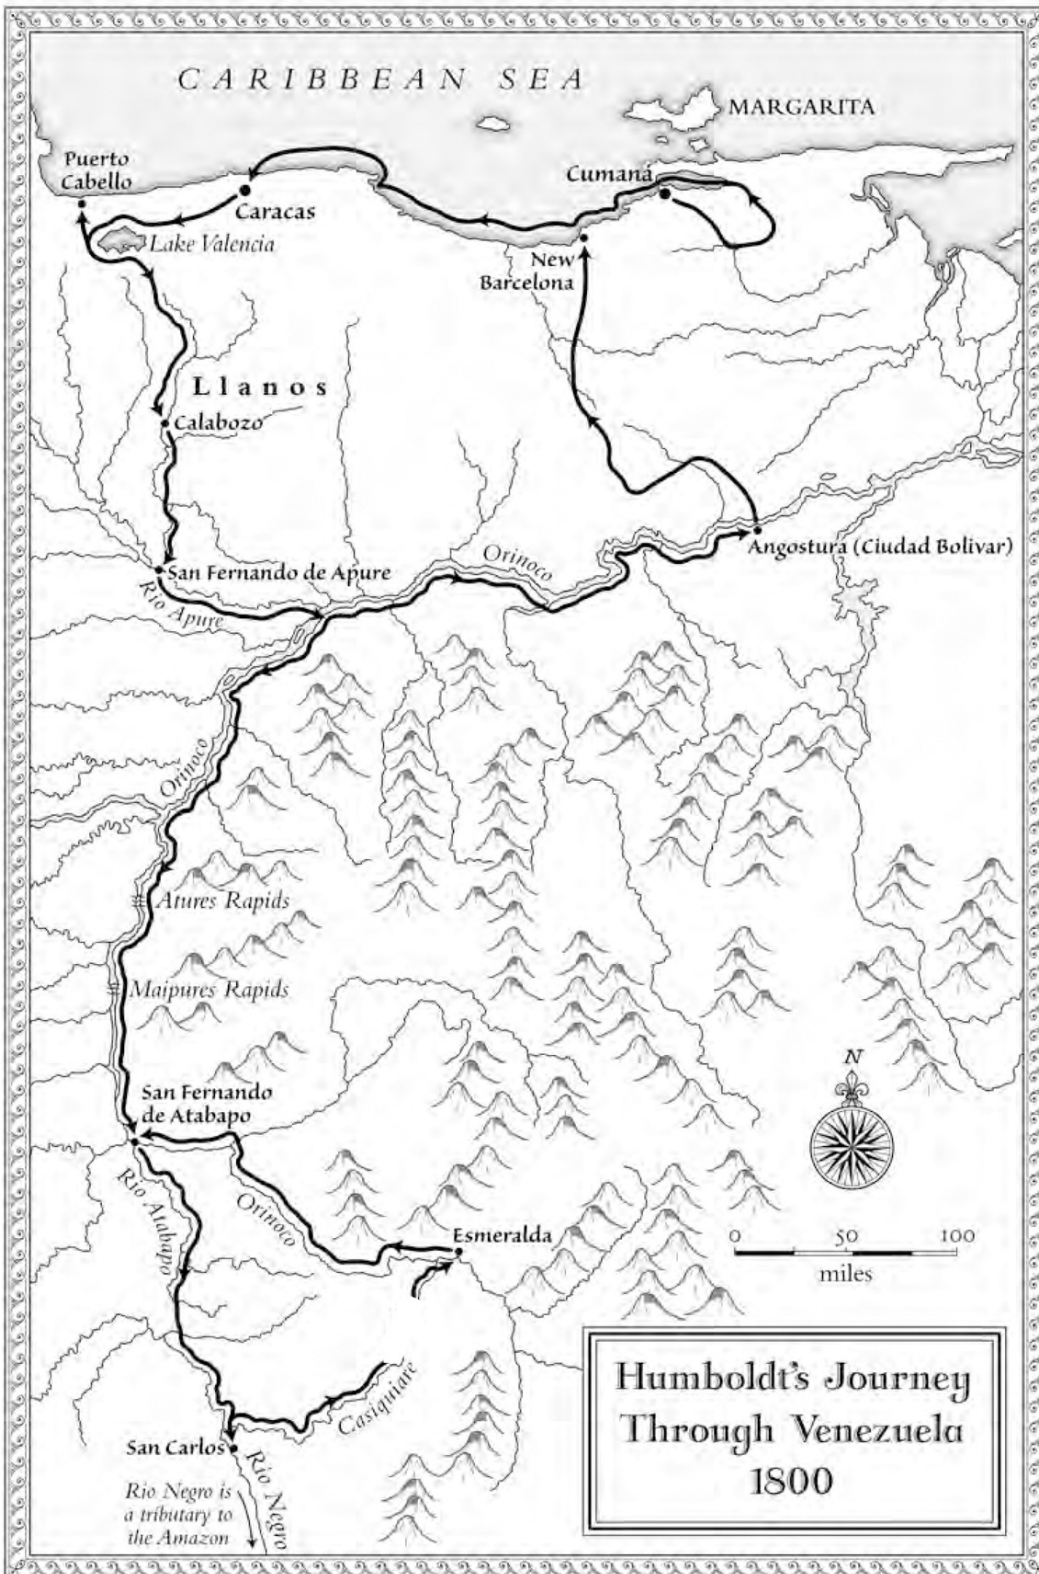 CARIBBEAN SEA
MARGARITA
Puerto
Cabello
Cumaná
Caracas
Lake Valencia
New
Barcelona
Llanos
Calabozo
Orinoco
Angostura (Ciudad Bolivar)
San Fernando de Apure
Rio Apure
Orinoco
Atures Rapids
Maipures Rapids
N
San Fernando
de Atabapo
Rio Atabapo
Orinoco
Esmeralda
0 50 100
miles
Casiquiare
San Carlos
Rio Negro
Rio Negro is
a tributary to
the Amazon
Humboldt's Journey
Through Venezuela
1800